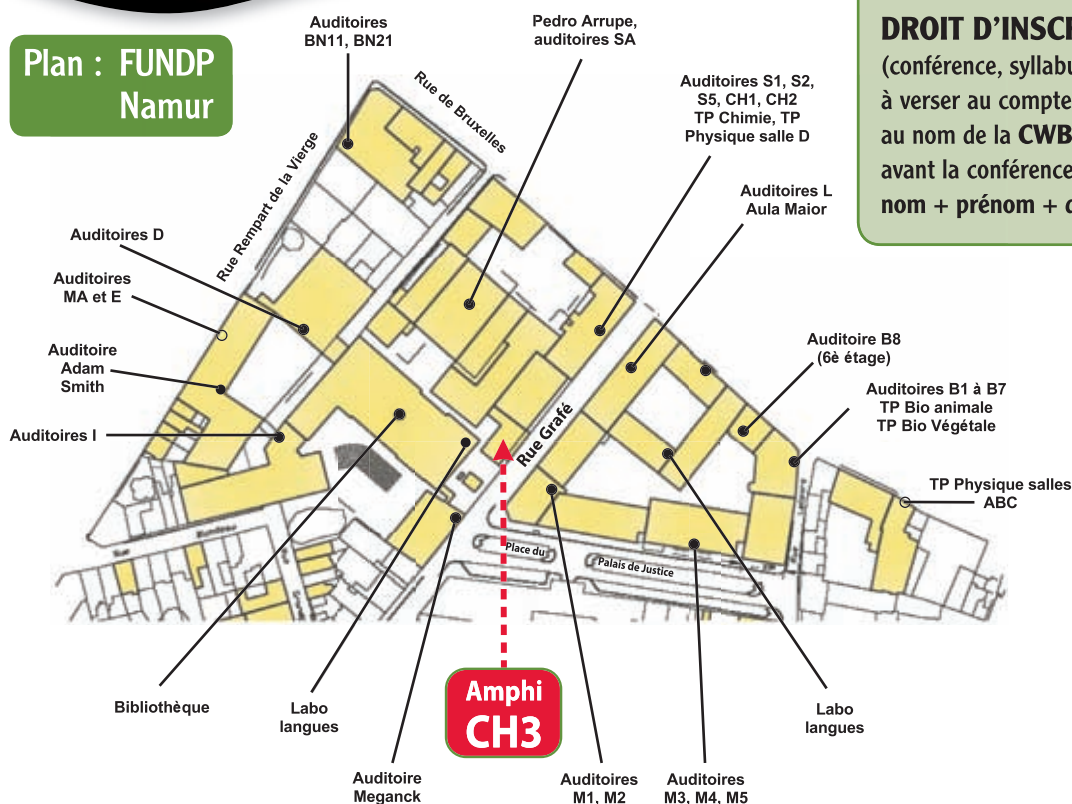 Plan : FUNDP
Namur
Auditoires
BN11, BN21
Pedro Arrupe,
auditoires SA
DROIT D'INSC
(conférence, syllabu
à verser au compte
au nom de la CWB
avant la conférence
nom + prénom +
Auditoires S1, S2,
S5, CH1, CH2
TP Chimie, TP
Physique salle D
Auditoires L
Aula Maior
Rue de Bruxelles
Rue Rempart de la Vierge
Auditoires D
Auditoires
MA et E
Auditoire
Adam
Smith
Auditoires I
Auditoire B8
(6è étage)
Auditoires B1 à B7
TP Bio animale
TP Bio Végétale
TP Physique salles
ABC
Rue Grafé
Place du
Palais de Justice
Bibliothèque
Labo
langues
Amphi
CH3
Labo
langues
Auditoire
Meganck
Auditoires
M1, M2
Auditoires
M3, M4, M5